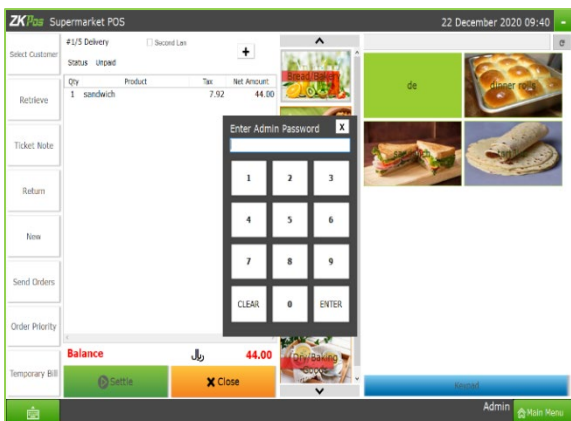 ZKPos Supermarket POS
22 December 2020 09:40
Select Customer
Retrieve
Ticket Note
Return
New
Send Orders
Order Priority
Temporary Bill
#1/5 Delivery
Second Lan
+
Status Unpaid
Qty Product Tax Net Amount
1 sandwich 7.92 44.00
Balance ﷼ 44.00
Settle
X Close
Bread/Bakery
Dry/Baking
Goods
Enter Admin Password X
1 2 3
4 5 6
7 8 9
CLEAR 0 ENTER
de
dinner rolls
sandwich
Keypad
Admin
Main Menu